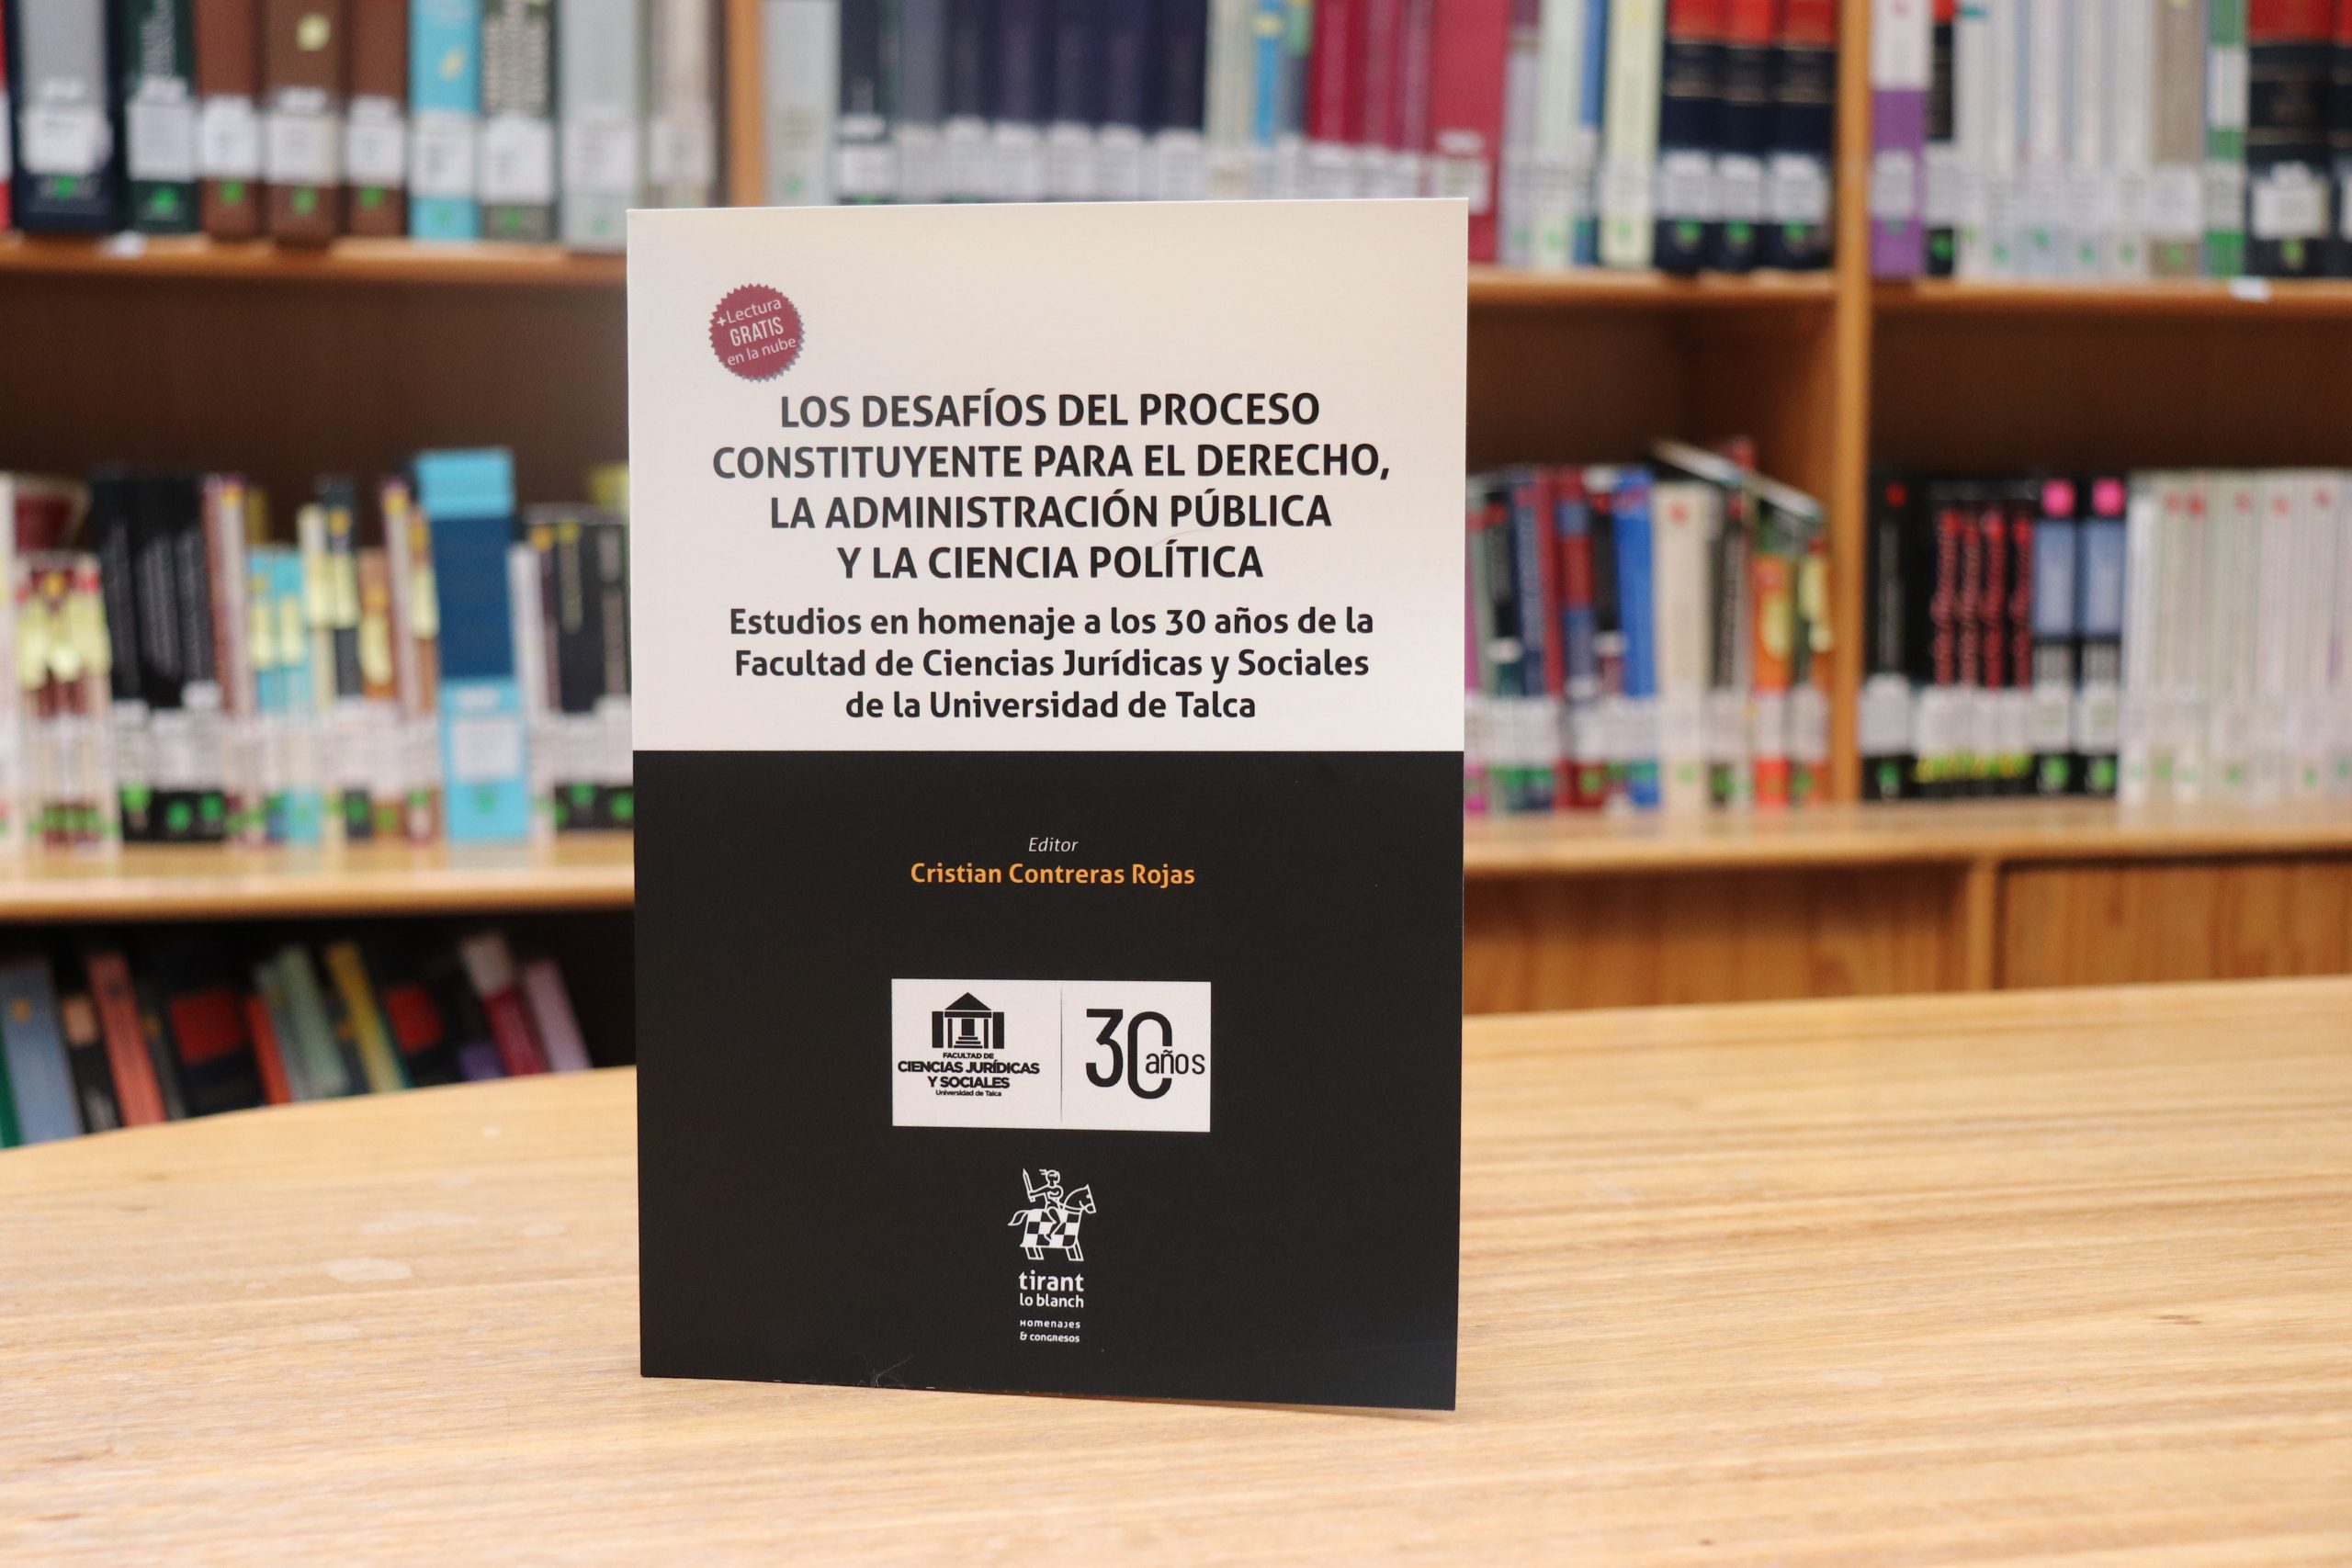 +Lectura
GRATIS
en la nube
LOS DESAFÍOS DEL PROCESO
CONSTITUYENTE PARA EL DERECHO,
LA ADMINISTRACIÓN PÚBLICA
Y LA CIENCIA POLÍTICA
Estudios en homenaje a los 30 años de la
Facultad de Ciencias Jurídicas y Sociales
de la Universidad de Talca
Editor
Cristian Contreras Rojas
FACULTAD DE
CIENCIAS JURÍDICAS
Y SOCIALES
Universidad de Talca
30 años
tirant
lo blanch
Homenajes
& congresos